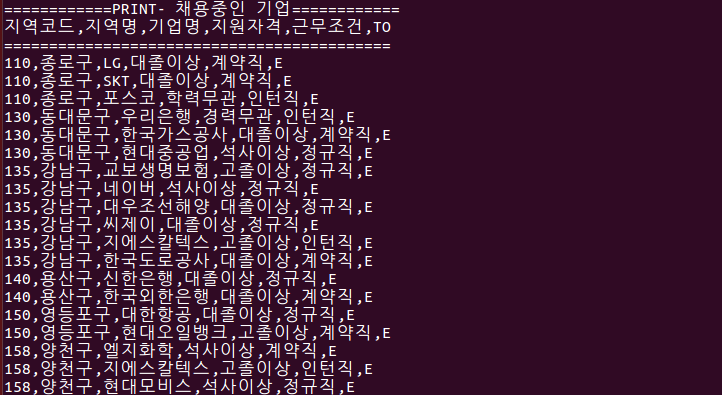 ============PRINT- 채용중인 기업============
지역코드,지역명,기업명,지원자격,근무조건,TO
===========================================
110,종로구,LG,대졸이상,계약직,E
110,종로구,SKT,대졸이상,계약직,E
110,종로구,포스코,학력무관,인턴직,E
130,동대문구,우리은행,경력무관,인턴직,E
130,동대문구,한국가스공사,대졸이상,계약직,E
130,동대문구,현대중공업,석사이상,정규직,E
135,강남구,교보생명보험,고졸이상,정규직,E
135,강남구,네이버,석사이상,정규직,E
135,강남구,대우조선해양,대졸이상,정규직,E
135,강남구,씨제이,대졸이상,정규직,E
135,강남구,지에스칼텍스,고졸이상,인턴직,E
135,강남구,한국도로공사,대졸이상,계약직,E
140,용산구,신한은행,대졸이상,정규직,E
140,용산구,한국외한은행,대졸이상,계약직,E
150,영등포구,대한항공,대졸이상,정규직,E
150,영등포구,현대오일뱅크,고졸이상,계약직,E
158,양천구,엘지화학,석사이상,계약직,E
158,양천구,지에스칼텍스,고졸이상,인턴직,E
158,양천구,현대모비스,석사이상,정규직,E